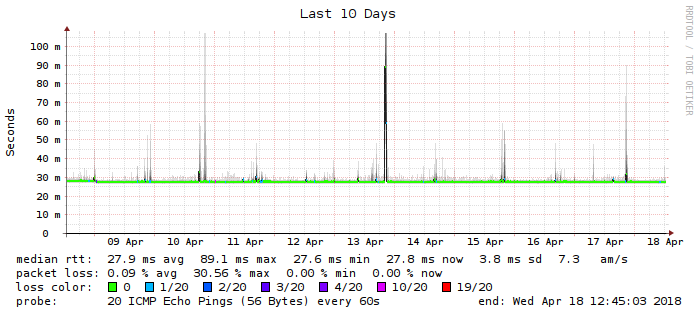 Last 10 Days
RRDTOOL / TOBI OETIKER
Seconds
100 m
90 m
80 m
70 m
60 m
50 m
40 m
30 m
20 m
10 m
0
09 Apr 10 Apr 11 Apr 12 Apr 13 Apr 14 Apr 15 Apr 16 Apr 17 Apr 18 Apr
median rtt: 27.9 ms avg 89.1 ms max 27.6 ms min 27.8 ms now 3.8 ms sd 7.3 am/s
packet loss: 0.09 % avg 30.56 % max 0.00 % min 0.00 % now
loss color: 0 1/20 2/20 3/20 4/20 10/20 19/20
probe: 20 ICMP Echo Pings (56 Bytes) every 60s end: Wed Apr 18 12:45:03 2018